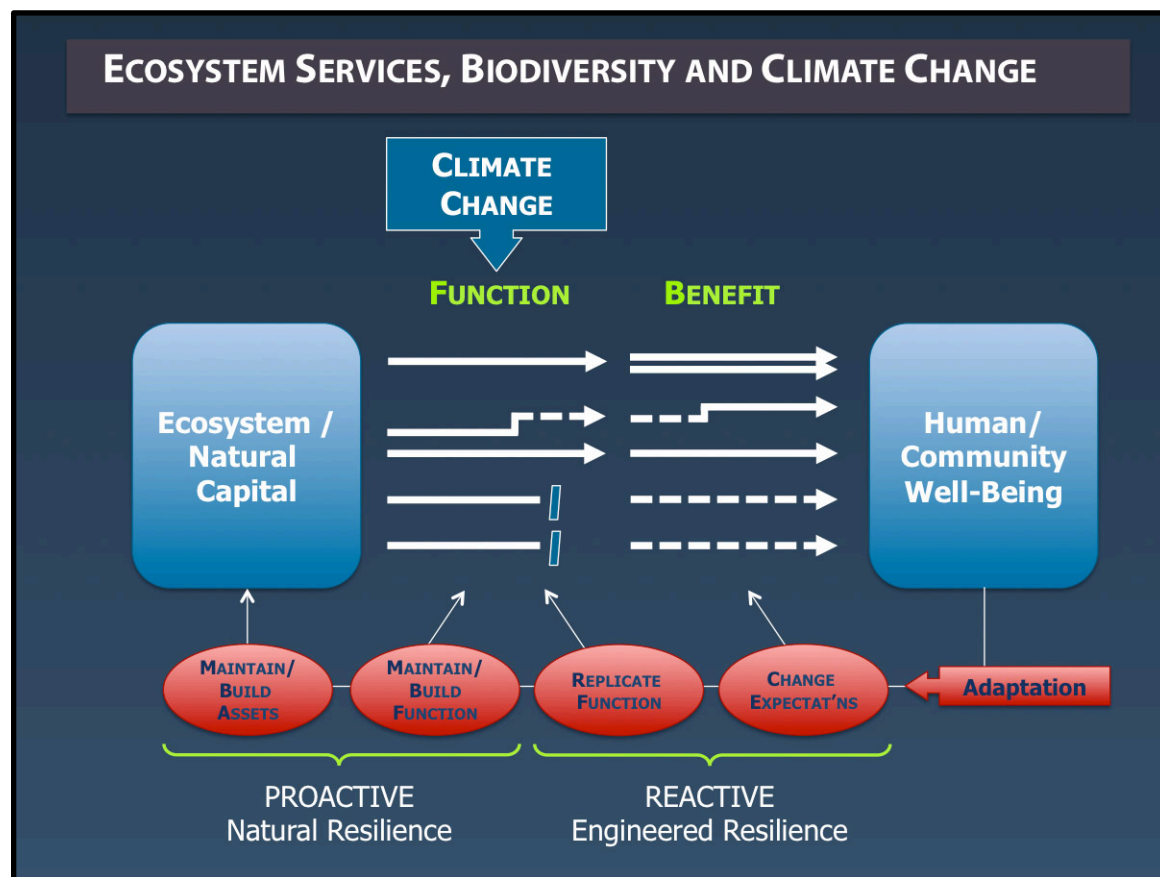 ECOSYSTEM SERVICES, BIODIVERSITY AND CLIMATE CHANGE
CLIMATE
CHANGE
FUNCTION
BENEFIT
Ecosystem /
Natural
Capital
Human/
Community
Well-Being
MAINTAIN/
BUILD
ASSETS
MAINTAIN/
BUILD
FUNCTION
REPLICATE
FUNCTION
CHANGE
EXPECTAT'NS
Adaptation
PROACTIVE
Natural Resilience
REACTIVE
Engineered Resilience